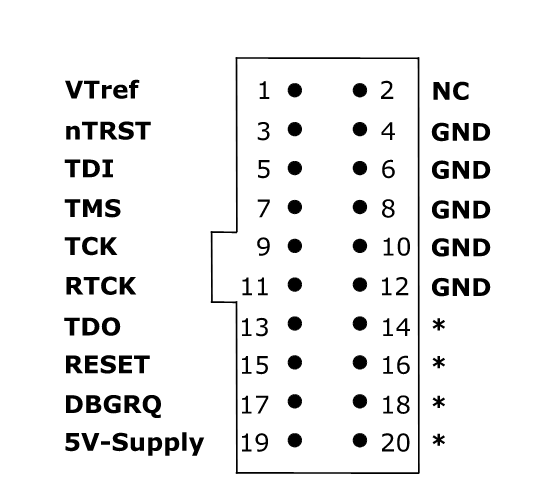 VTref 1 2 NC
nTRST 3 4 GND
TDI 5 6 GND
TMS 7 8 GND
TCK 9 10 GND
RTCK 11 12 GND
TDO 13 14 *
RESET 15 16 *
DBGRQ 17 18 *
5V-Supply 19 20 *